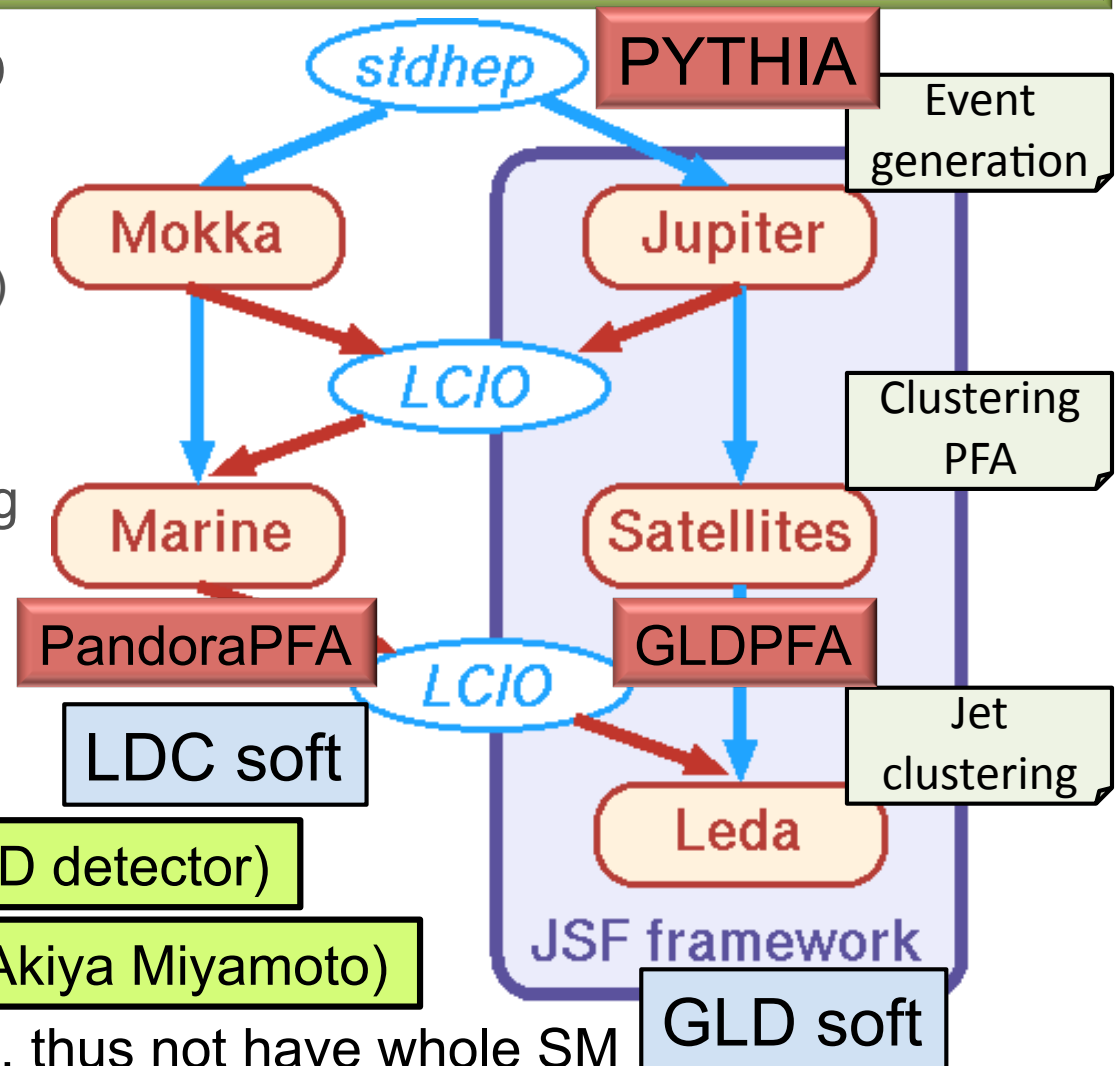 )
stdhep
PYTHIA
Event
generation
Mokka
Jupiter
)
LCIO
Clustering
PFA
g
Marine
Satellites
PandoraPFA
GLDPFA
LCIO
Jet
clustering
LDC soft
Leda
D detector)
JSF framework
Akiya Miyamoto)
GLD soft
thus not have whole SM